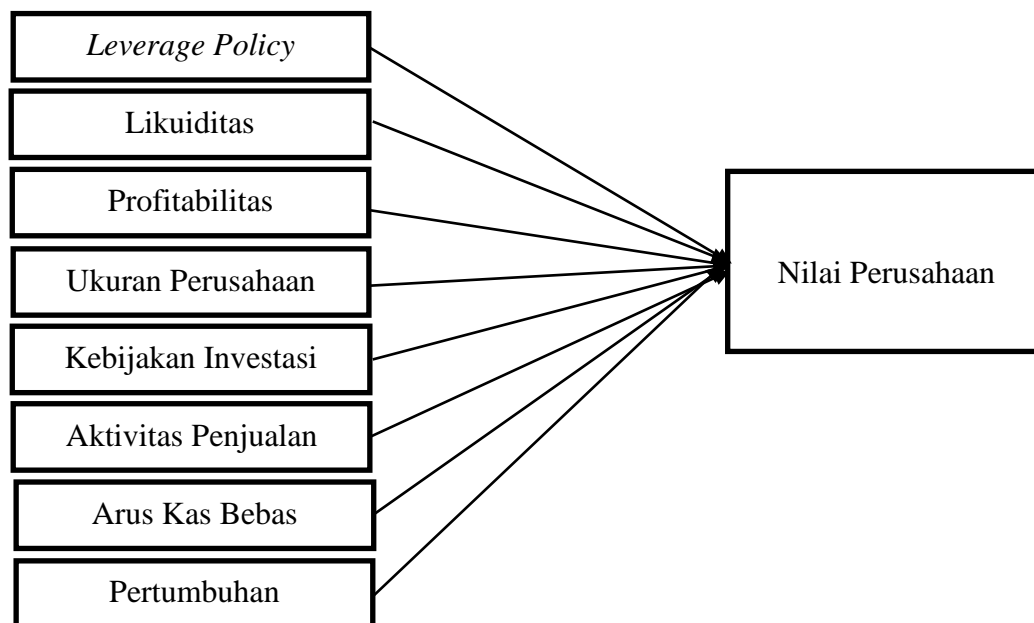 Leverage Policy
Likuiditas
Profitabilitas
Ukuran Perusahaan
Kebijakan Investasi
Aktivitas Penjualan
Arus Kas Bebas
Pertumbuhan
Nilai Perusahaan